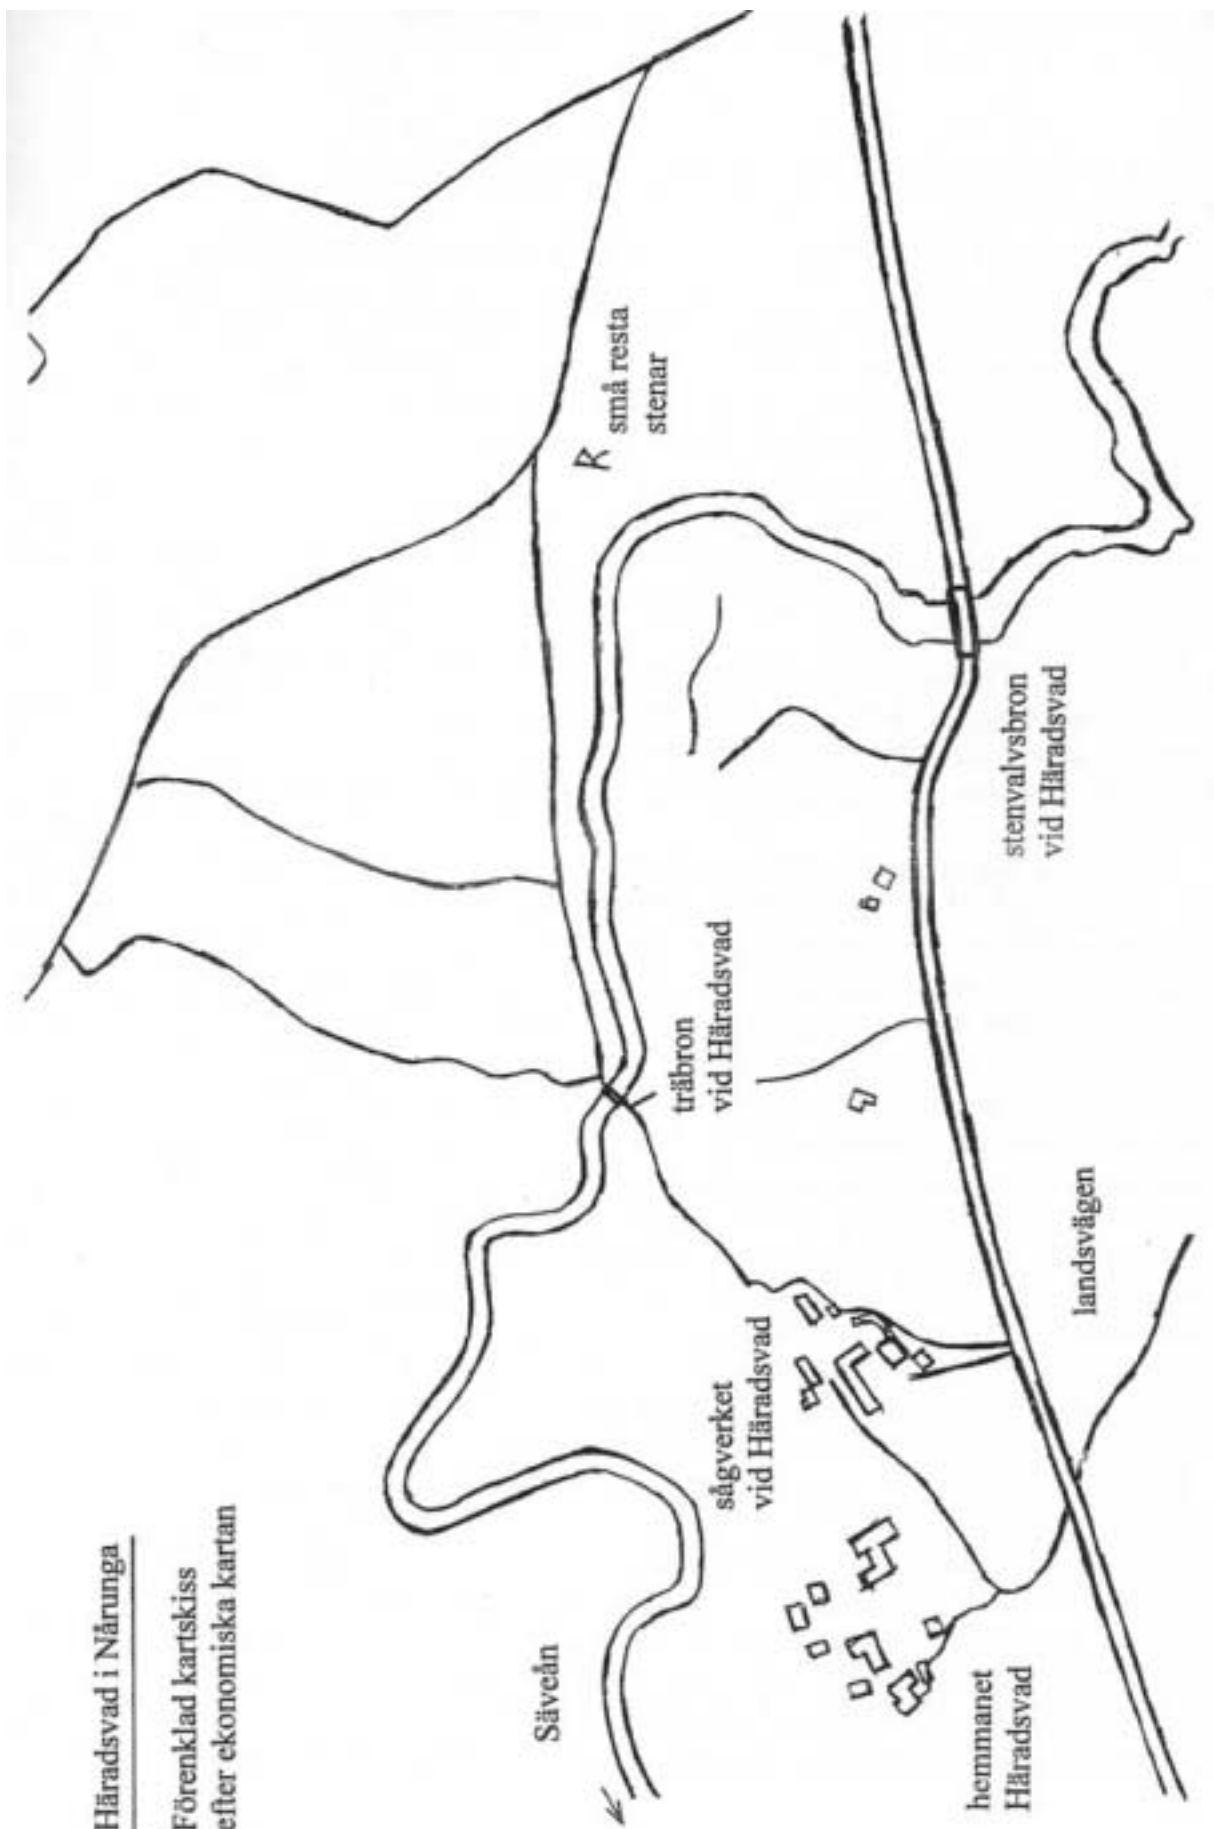 Häradsvad i Nårunga
Förenklad kartskiss
efter ekonomiska kartan
Säveån
hemmanet
Häradsvad
sågverket
vid Häradsvad
landsvägen
träbron
vid Häradsvad
stenvalvsbron
vid Häradsvad
R
små resta
stenar